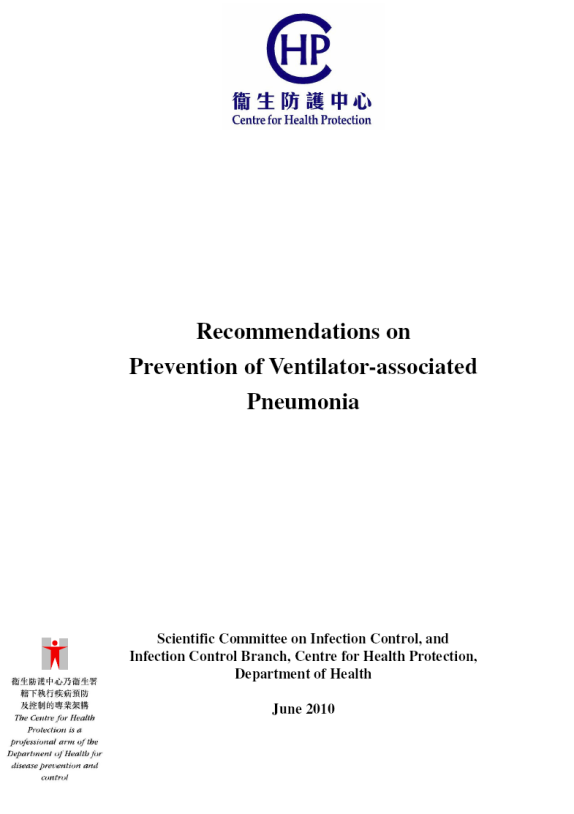 CHP
衞生防護中心
Centre for Health Protection
Recommendations on
Prevention of Ventilator-associated
Pneumonia
Scientific Committee on Infection Control, and
Infection Control Branch, Centre for Health Protection,
Department of Health
June 2010
衞生防護中心乃衞生署
轄下執行疾病預防
及控制的專業架構
The Centre for Health
Protection is a
professional arm of the
Department of Health for
disease prevention and
control